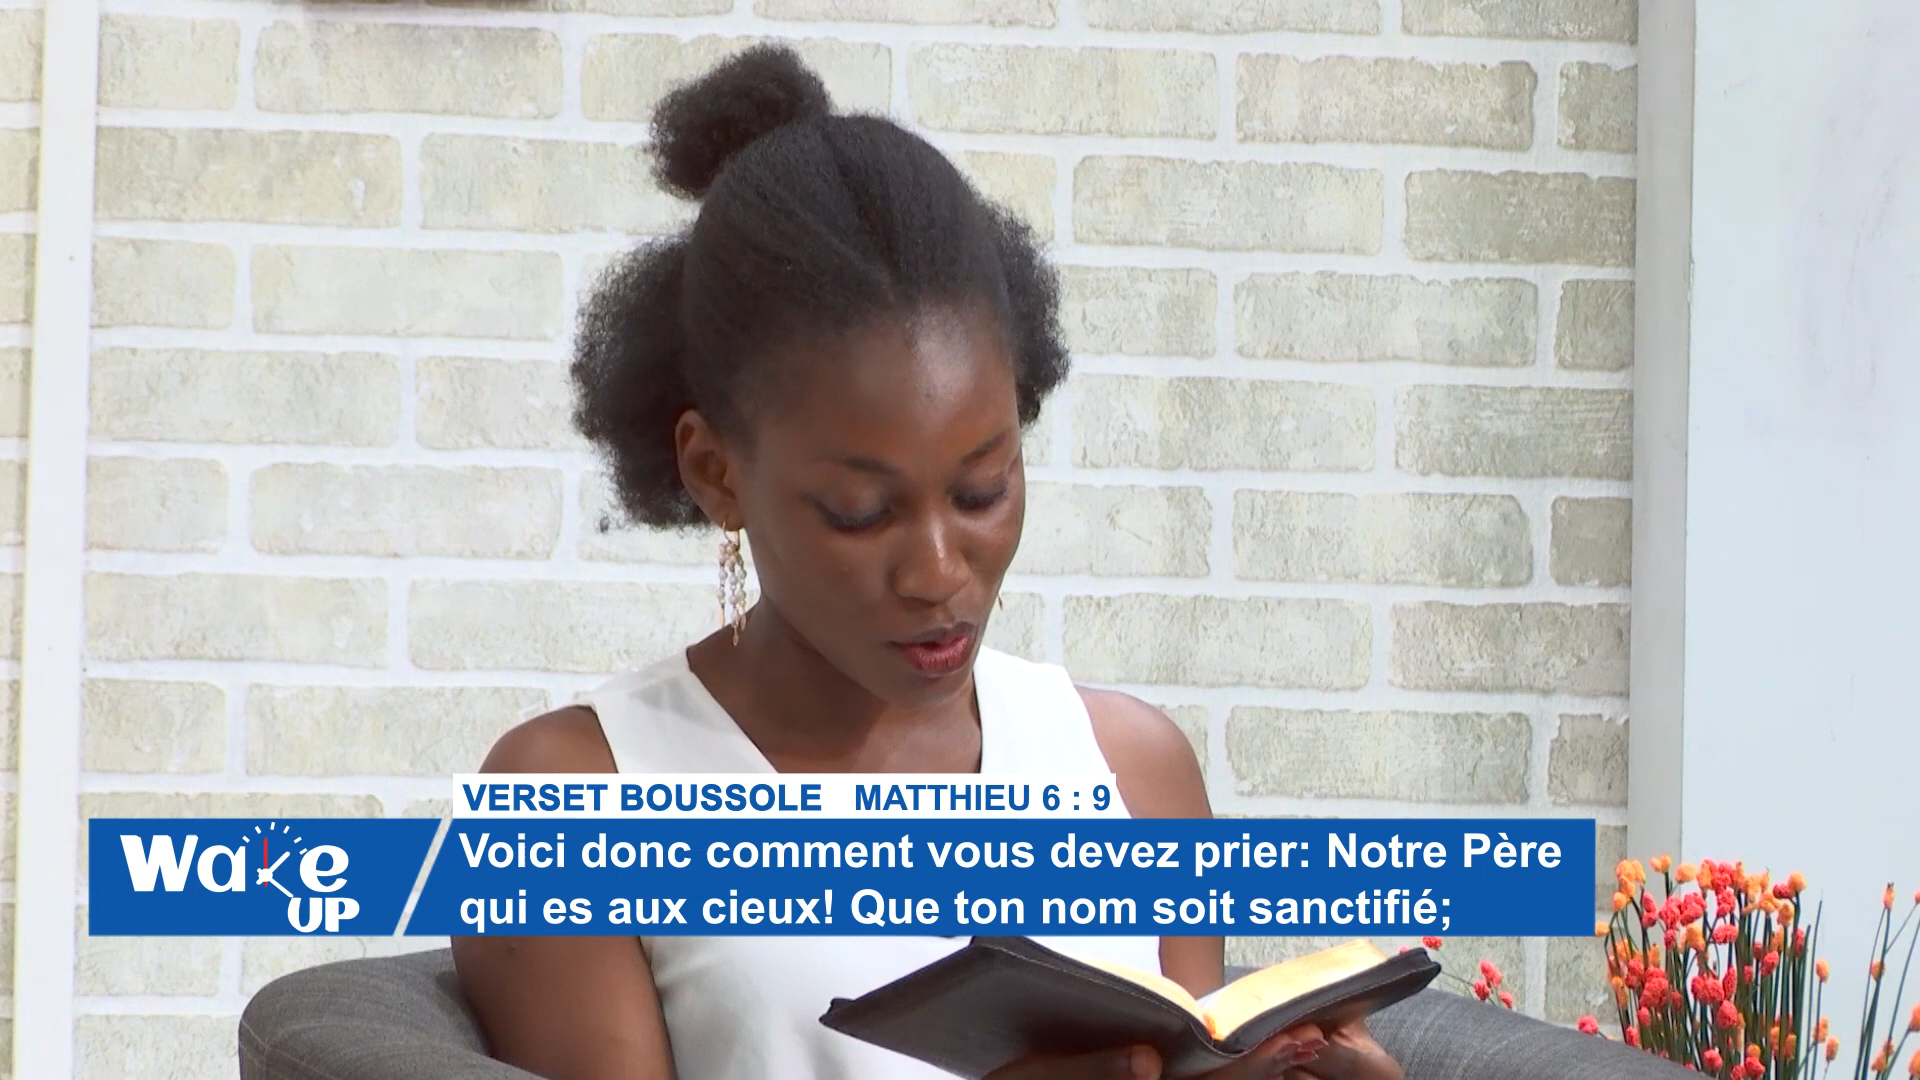 VERSET BOUSSOLE MATTHIEU 6 : 9
Wake UP
Voici donc comment vous devez prier: Notre Père
qui es aux cieux! Que ton nom soit sanctifié;